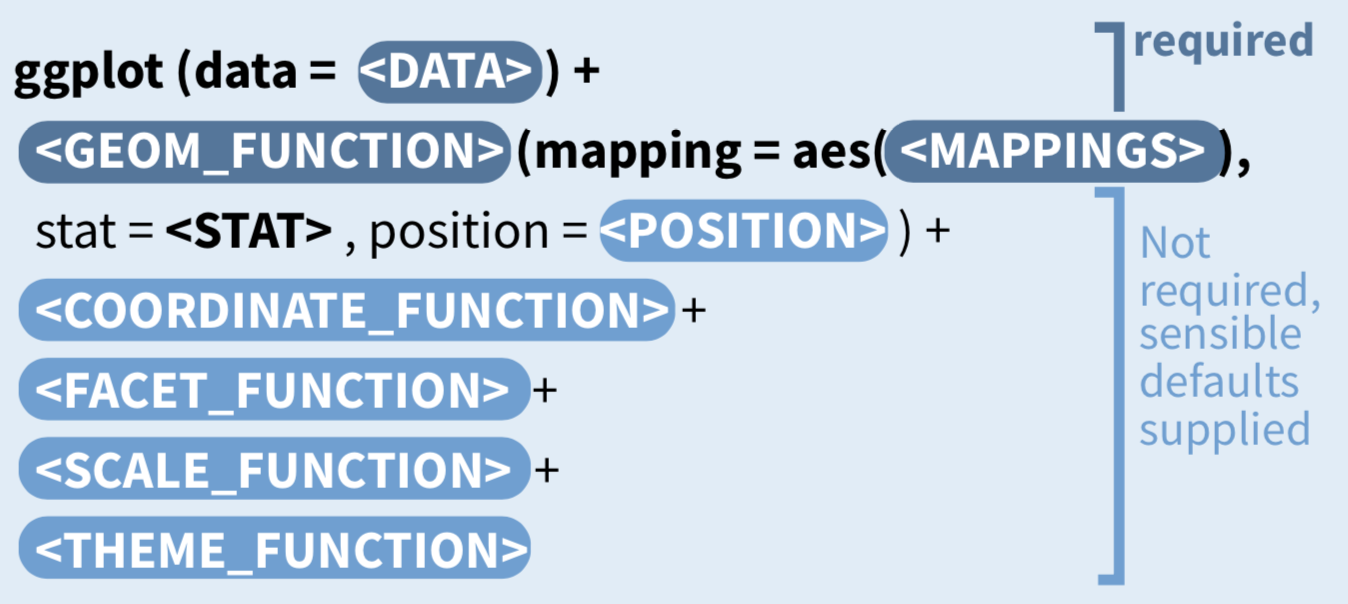 ggplot (data = <DATA>) +
<GEOM_FUNCTION>(mapping = aes(<MAPPINGS>),
stat = <STAT> , position = <POSITION> ) +
<COORDINATE_FUNCTION> +
<FACET_FUNCTION> +
<SCALE_FUNCTION> +
<THEME_FUNCTION>
required
Not
required,
sensible
defaults
supplied